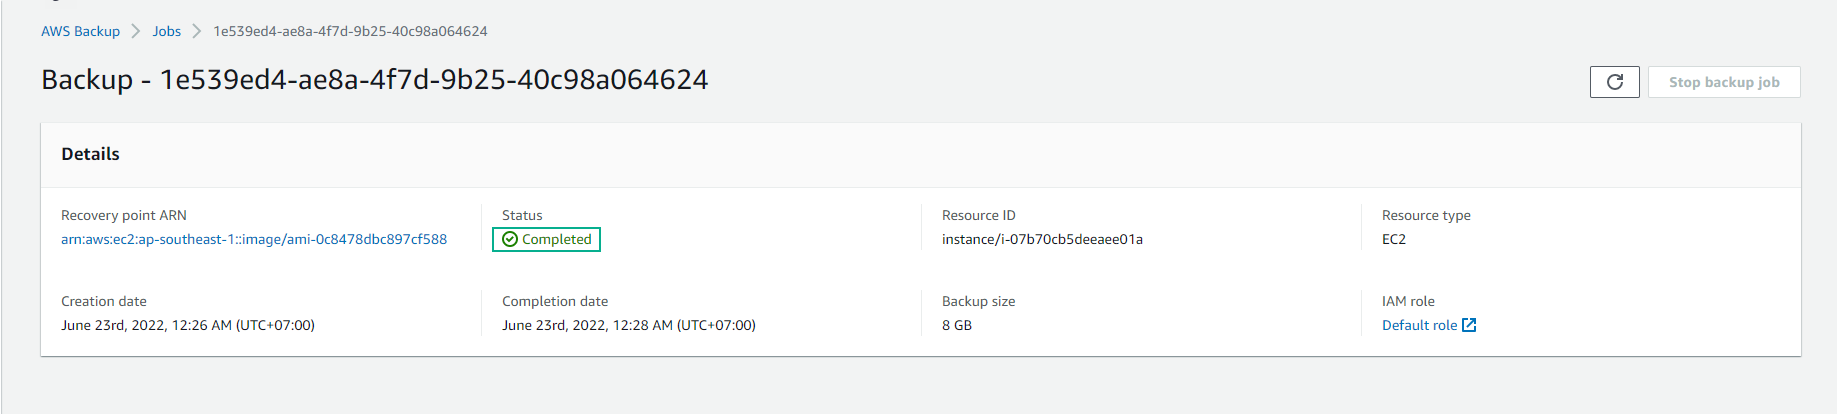 AWS Backup > Jobs > 1e539ed4-ae8a-4f7d-9b25-40c98a064624
Backup - 1e539ed4-ae8a-4f7d-9b25-40c98a064624
Stop backup job
Details
Recovery point ARN
arn:aws:ec2:ap-southeast-1::image/ami-0c8478dbc897cf588
Status
Completed
Resource ID
instance/i-07b70cb5deeaee01a
Resource type
EC2
Creation date
June 23rd, 2022, 12:26 AM (UTC+07:00)
Completion date
June 23rd, 2022, 12:28 AM (UTC+07:00)
Backup size
8 GB
IAM role
Default role